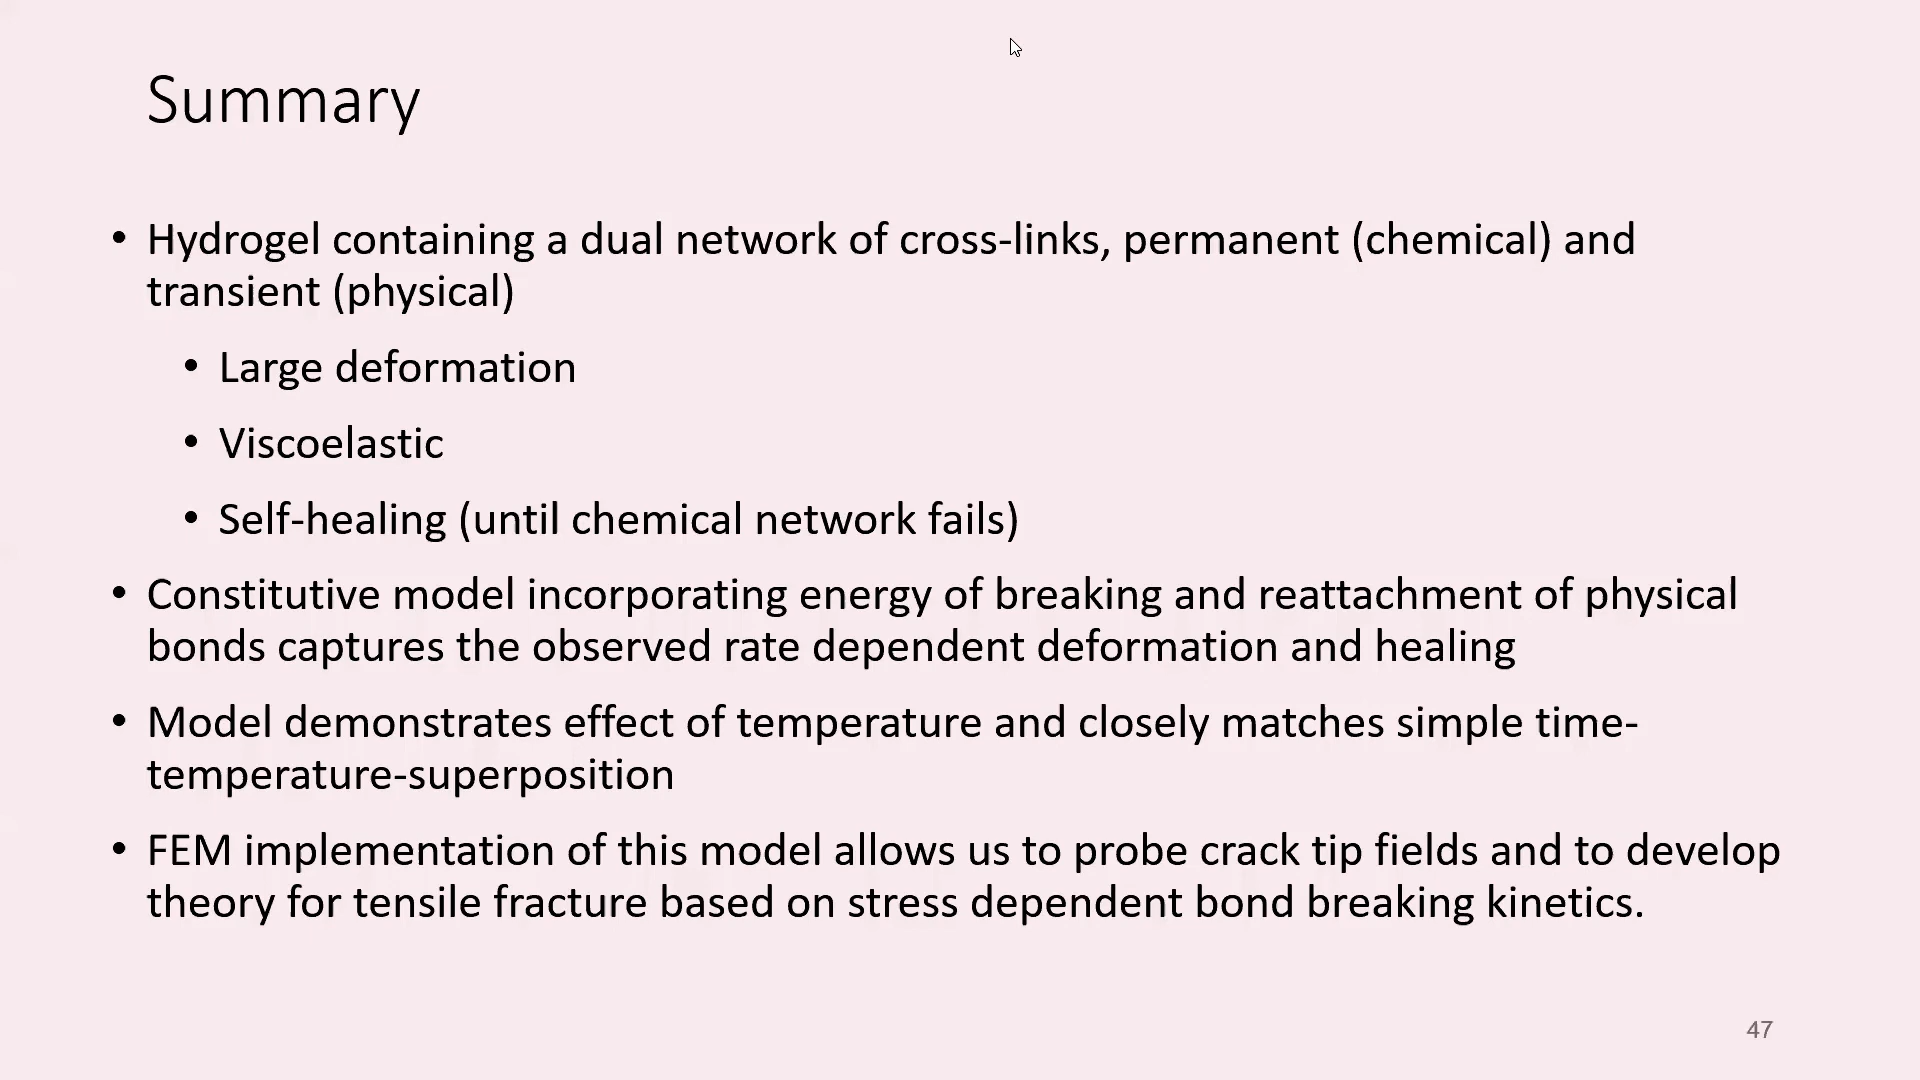 Summary
• Hydrogel containing a dual network of cross-links, permanent (chemical) and
transient (physical)
• Large deformation
• Viscoelastic
• Self-healing (until chemical network fails)
• Constitutive model incorporating energy of breaking and reattachment of physical
bonds captures the observed rate dependent deformation and healing
• Model demonstrates effect of temperature and closely matches simple time-
temperature-superposition
• FEM implementation of this model allows us to probe crack tip fields and to develop
theory for tensile fracture based on stress dependent bond breaking kinetics.
47